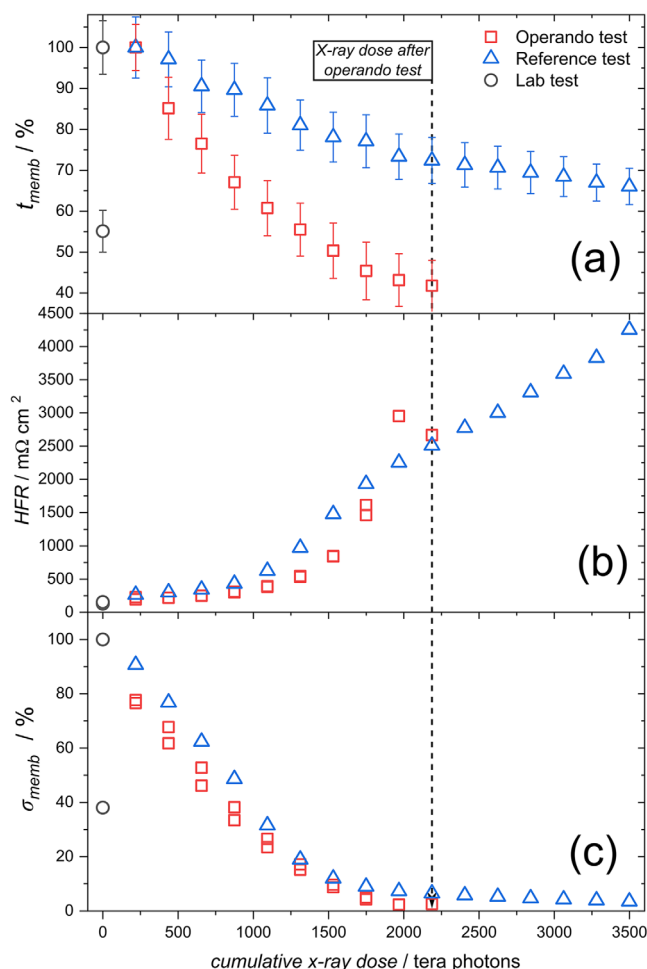 X-ray dose after
operando test
Operando test
Reference test
Lab test
100
90
80
70
60
50
40
t_memb / %
(a)
4500
4000
3500
3000
2500
2000
1500
1000
500
0
HFR / mΩ cm²
(b)
100
80
60
40
20
0
σ_memb / %
(c)
0 500 1000 1500 2000 2500 3000 3500
cumulative x-ray dose / tera photons